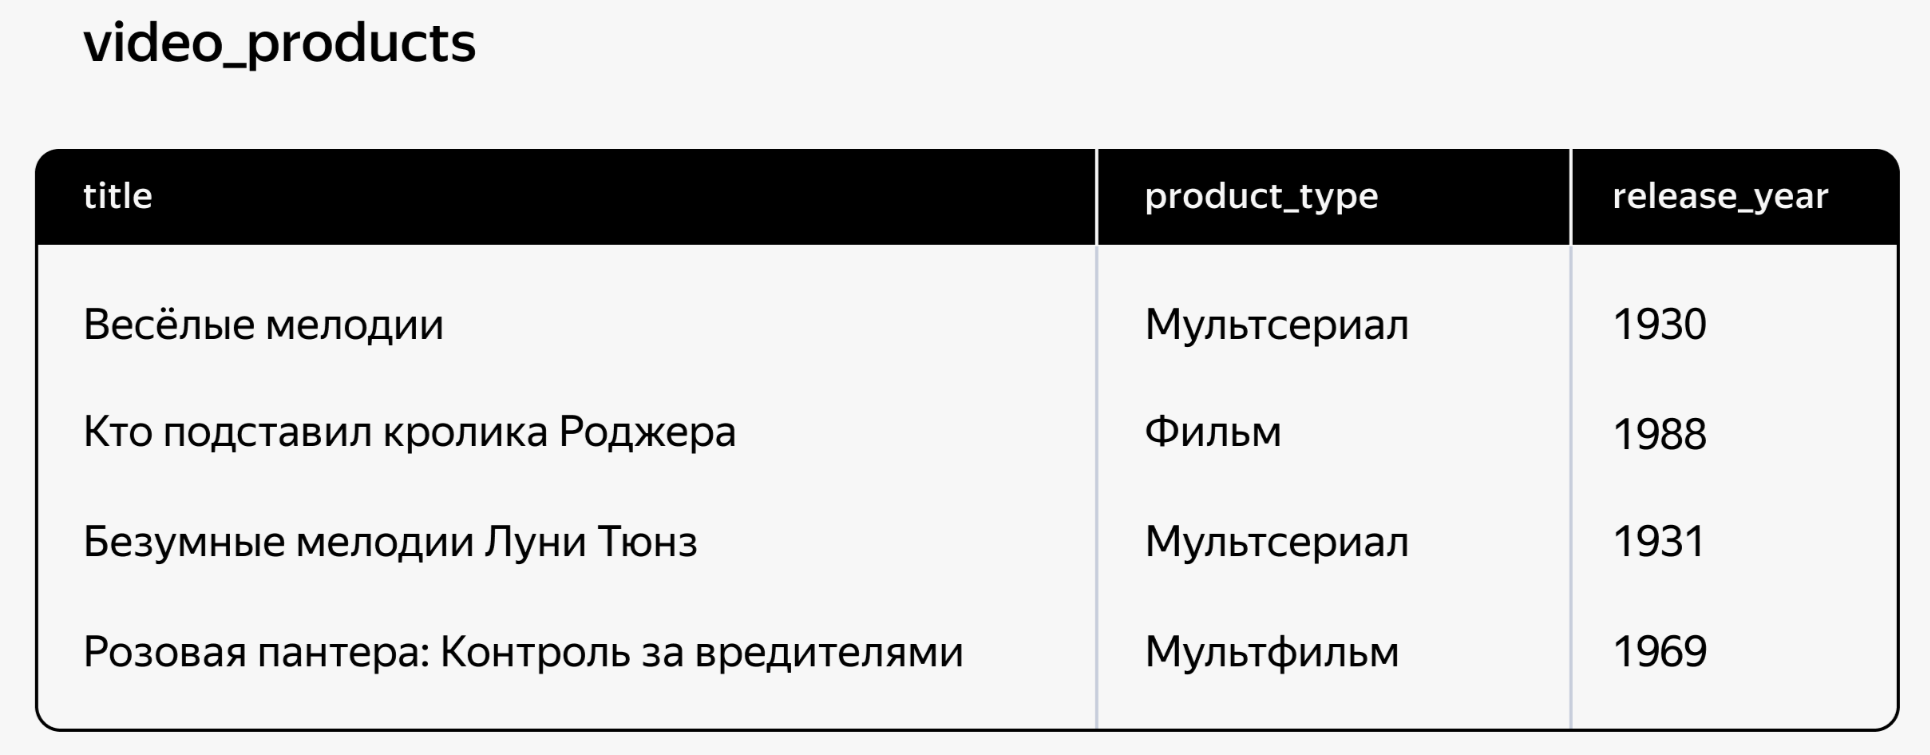 video_products
title product_type release_year
Весёлые мелодии Мультсериал 1930
Кто подставил кролика Роджера Фильм 1988
Безумные мелодии Луни Тюнз Мультсериал 1931
Розовая пантера: Контроль за вредителями Мультфильм 1969